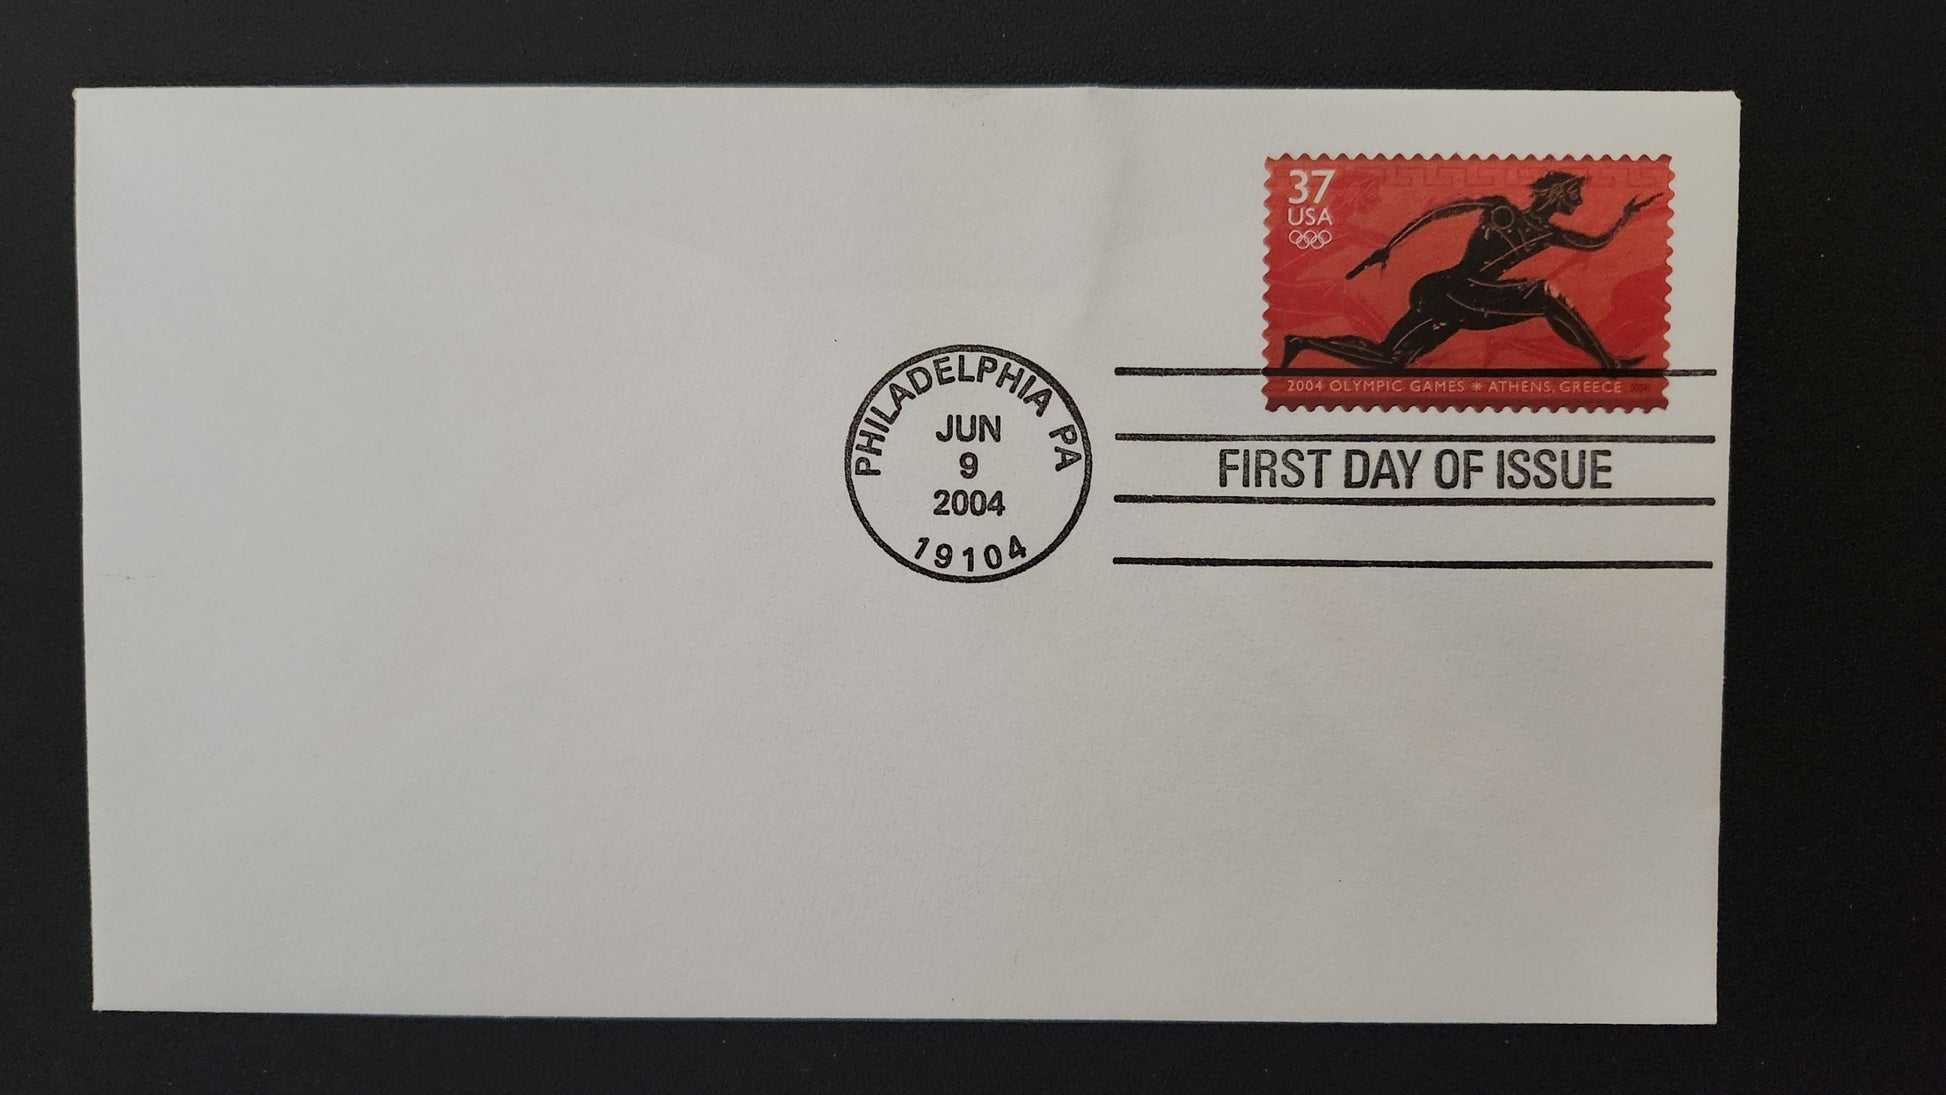 37
USA
2004 OLYMPIC GAMES * ATHENS, GREECE
PHILADELPHIA PA
JUN
9
2004
19104
FIRST DAY OF ISSUE